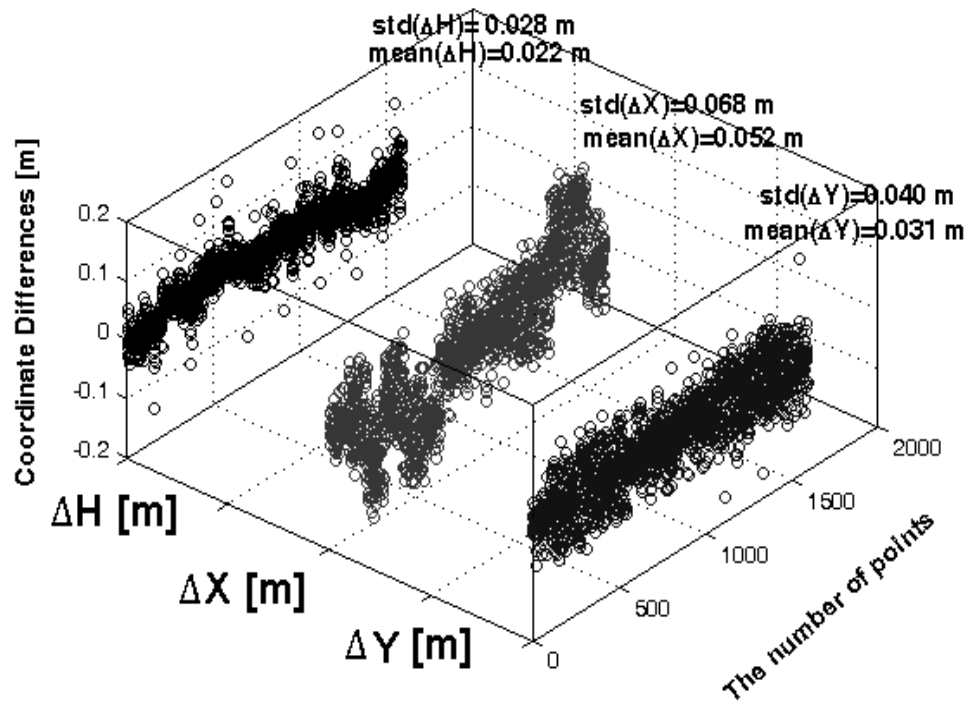 std(ΔH)= 0.028 m
mean(ΔH)=0.022 m
std(ΔX)=0.068 m
mean(ΔX)=0.052 m
std(ΔY)=0.040 m
mean(ΔY)=0.031 m
Coordinate Differences [m]
0.2
0.1
0
-0.1
-0.2
ΔH [m]
ΔX [m]
ΔY [m]
0
500
1000
1500
2000
The number of points